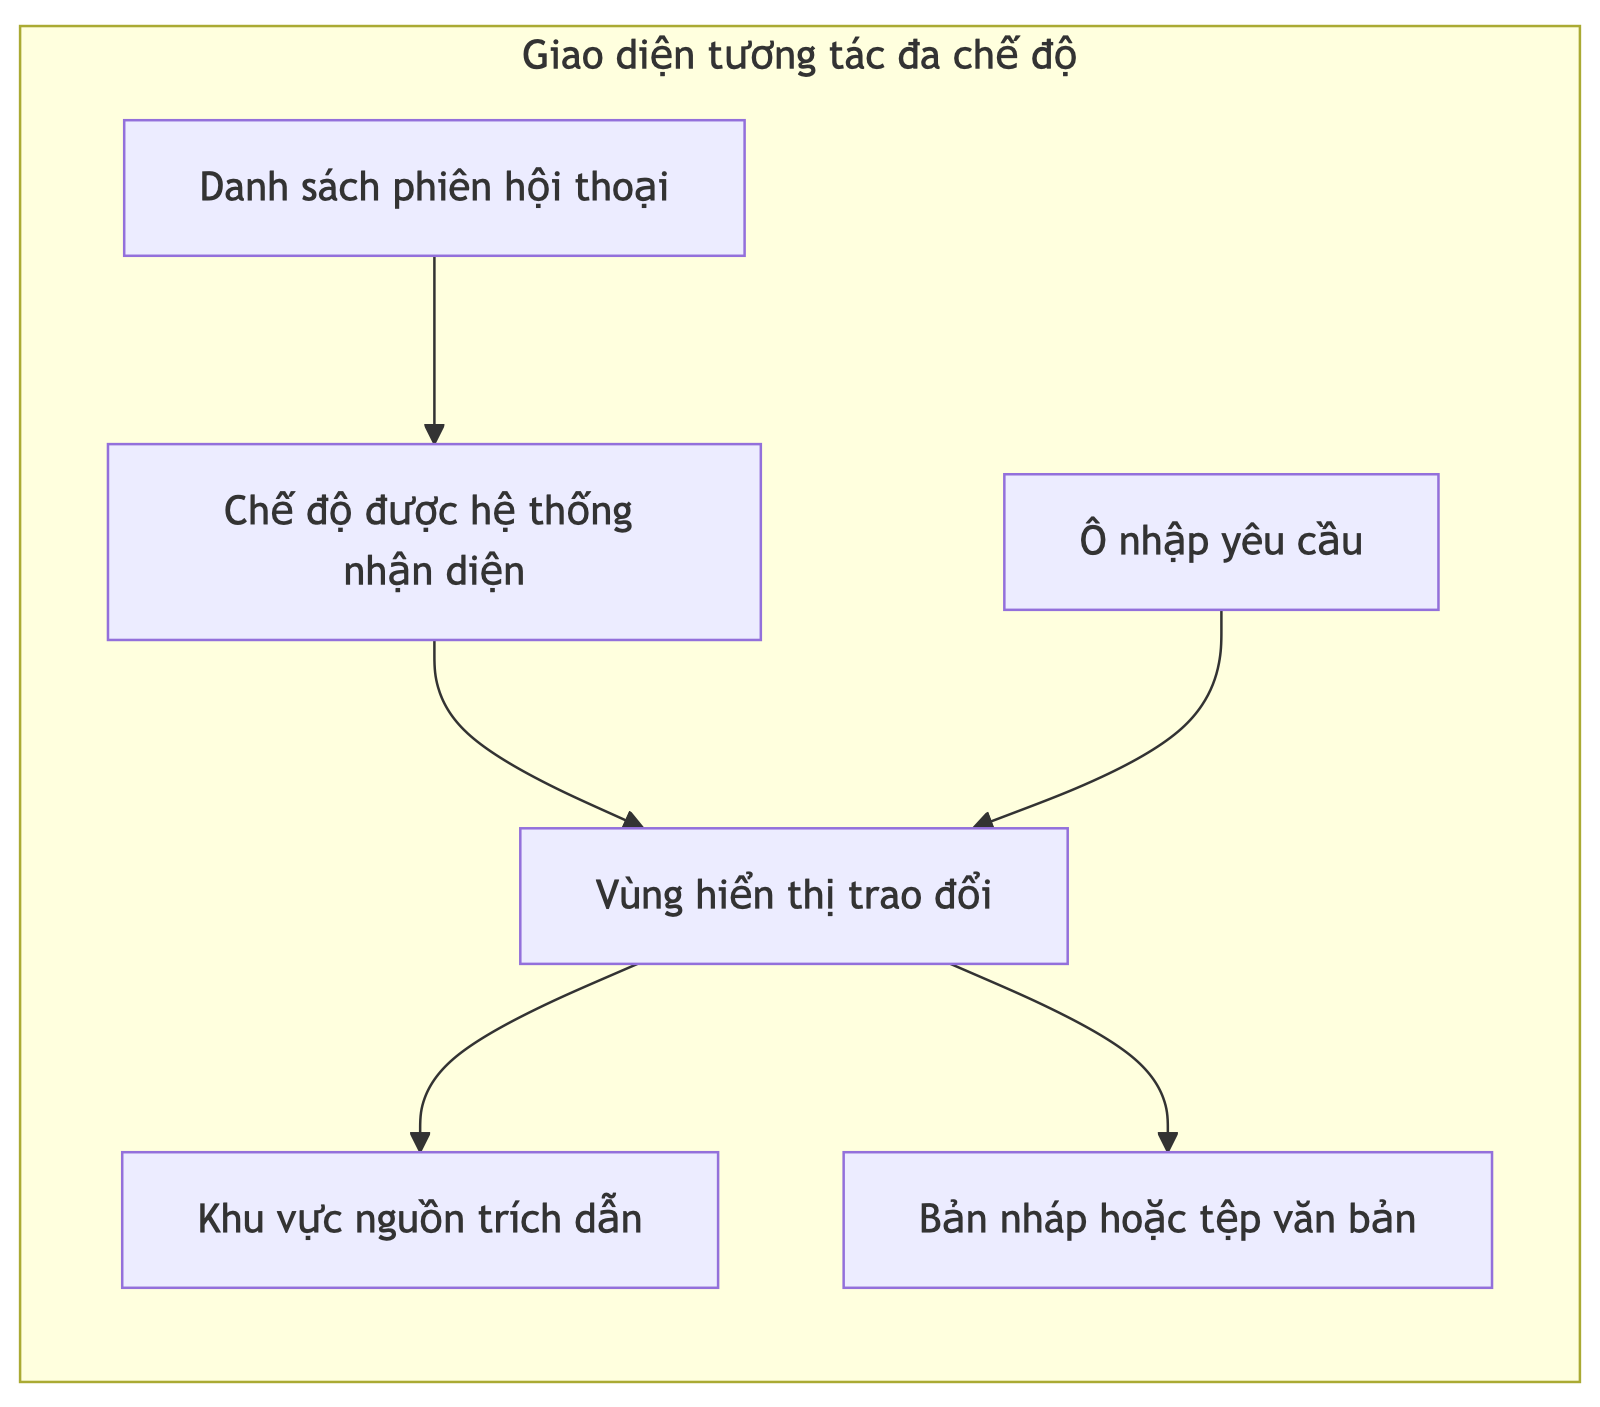 Giao diện tương tác đa chế độ
Danh sách phiên hội thoại
Chế độ được hệ thống
nhận diện
Ô nhập yêu cầu
Vùng hiển thị trao đổi
Khu vực nguồn trích dẫn
Bản nháp hoặc tệp văn bản